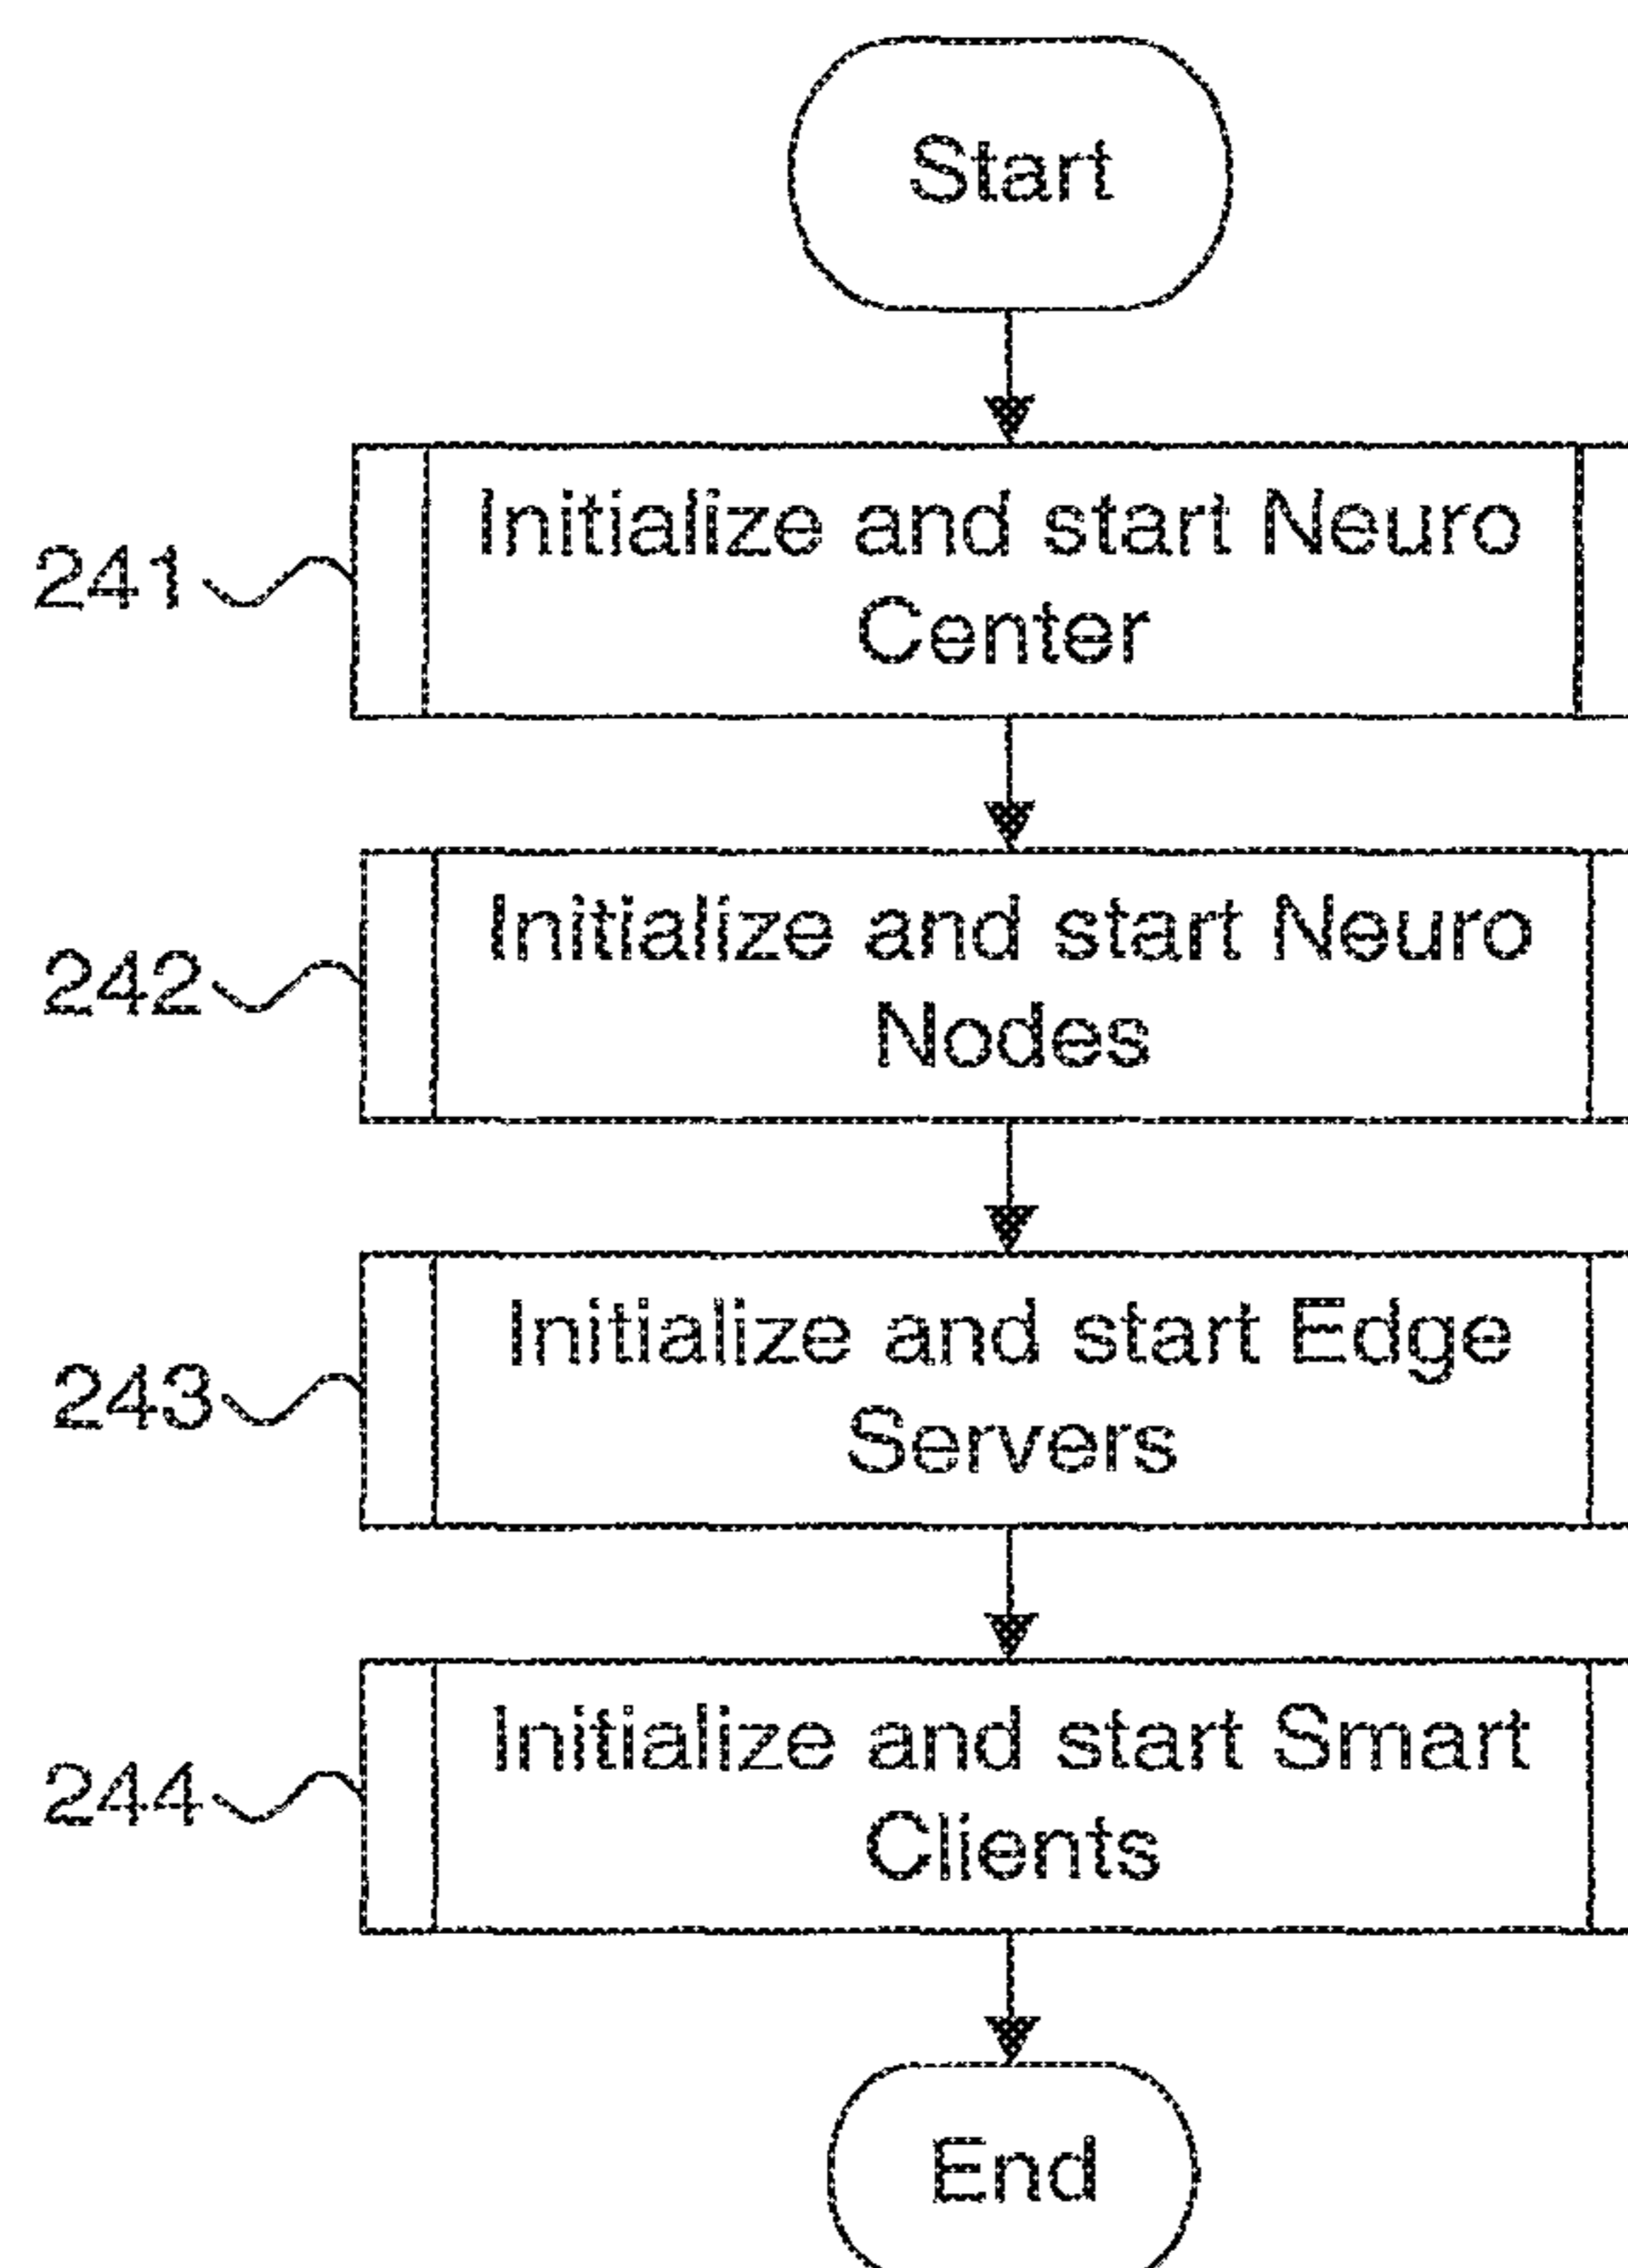 Start
241
Initialize and start Neuro
Center
242
Initialize and start Neuro
Nodes
243
Initialize and start Edge
Servers
244
Initialize and start Smart
Clients
End